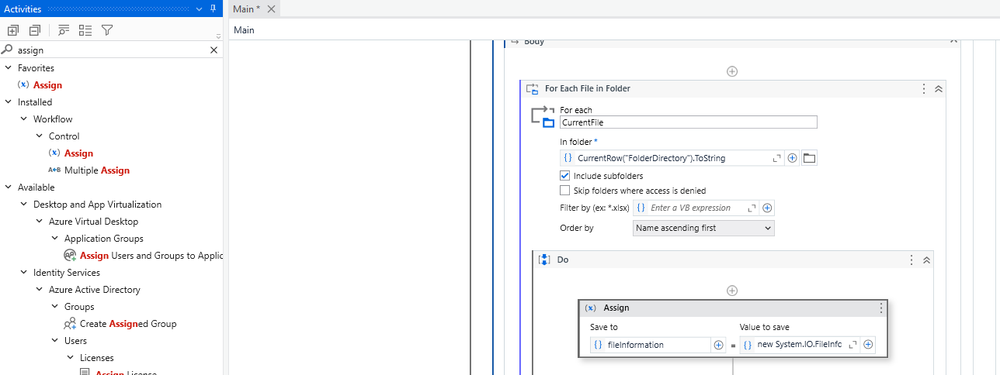 Activities
Main *
Main
assign
Favorites
Assign
Installed
Workflow
Control
Assign
Multiple Assign
Available
Desktop and App Virtualization
Azure Virtual Desktop
Application Groups
Assign Users and Groups to Applic
Identity Services
Azure Active Directory
Groups
Create Assigned Group
Users
Licenses
Assign License
Body
For Each File in Folder
For each
CurrentFile
In folder *
CurrentRow("FolderDirectory").ToString
Include subfolders
Skip folders where access is denied
Filter by (ex: *.xlsx)
Enter a VB expression
Order by
Name ascending first
Do
Assign
Save to
Value to save
fileInformation
=
new System.IO.FileInfo